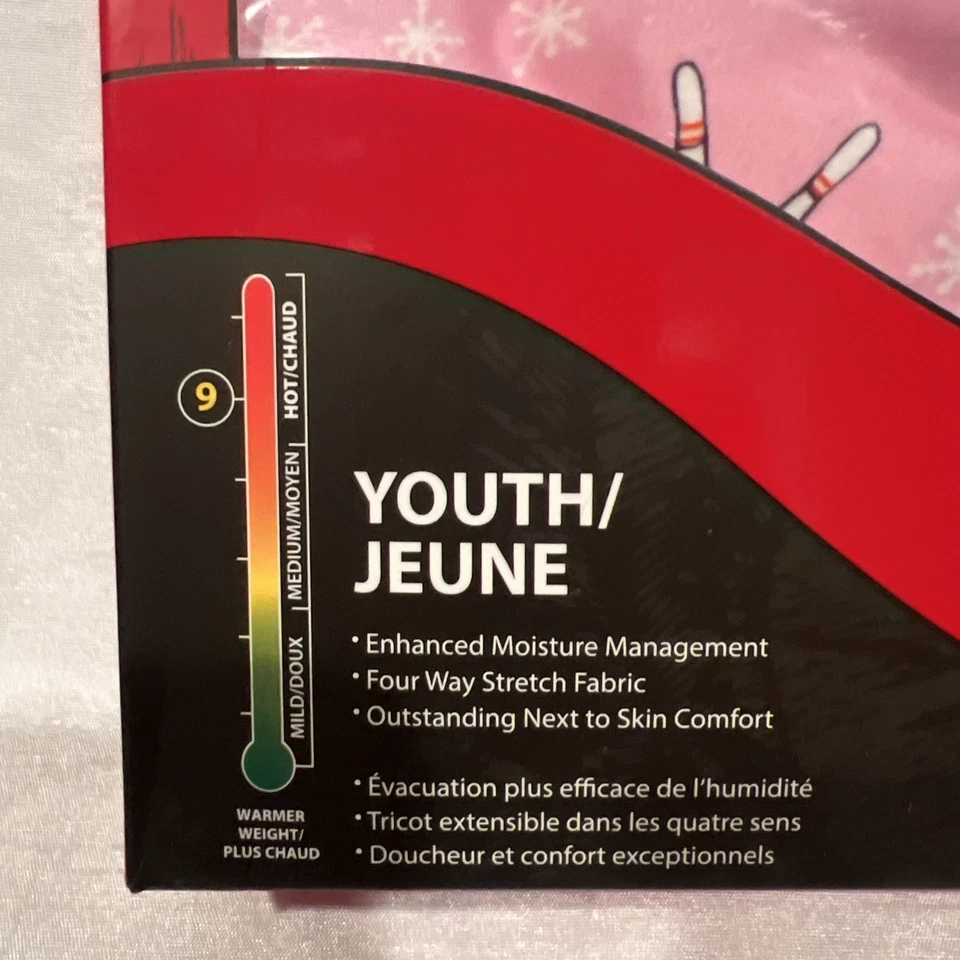 9
HOT/CHAUD
MEDIUM/MOYEN
MILD/DOUX
WARMER
WEIGHT/
PLUS CHAUD
YOUTH/
JEUNE
• Enhanced Moisture Management
• Four Way Stretch Fabric
• Outstanding Next to Skin Comfort
• Évacuation plus efficace de l'humidité
• Tricot extensible dans les quatre sens
• Doucheur et confort exceptionnels